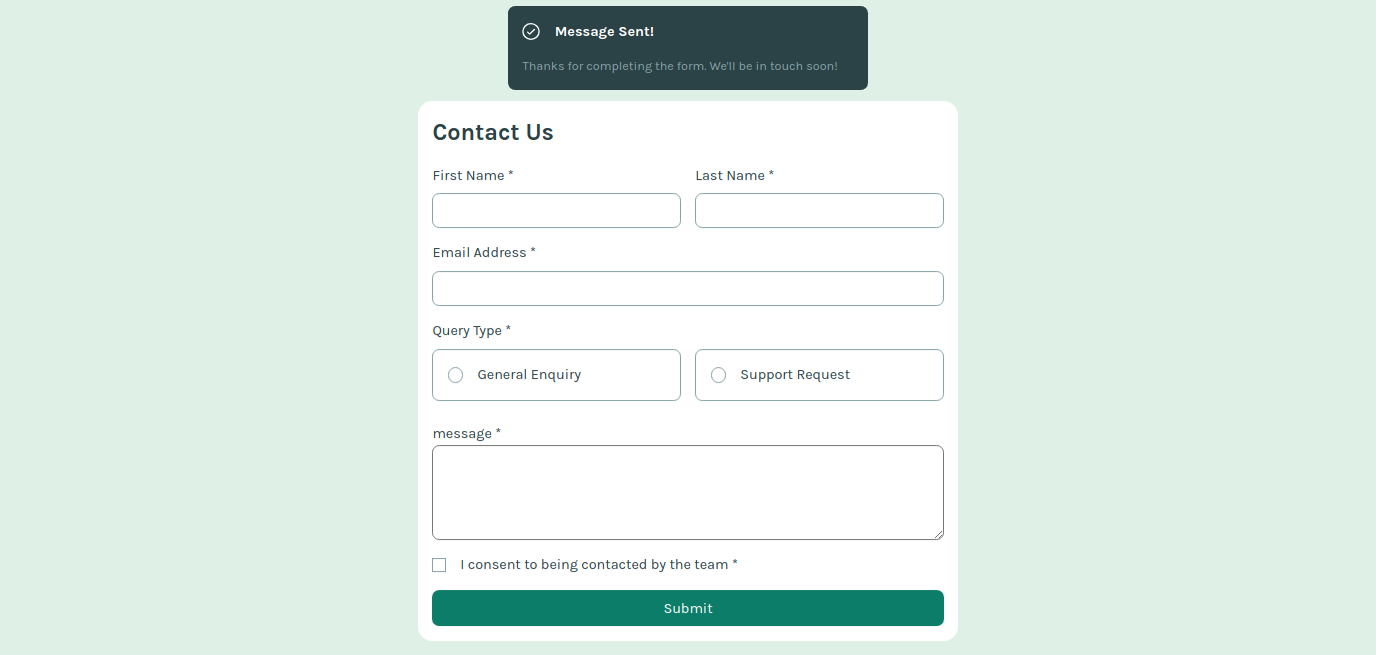 Message Sent!
Thanks for completing the form. We'll be in touch soon!
Contact Us
First Name * Last Name *
Email Address *
Query Type *
General Enquiry Support Request
message *
I consent to being contacted by the team *
Submit